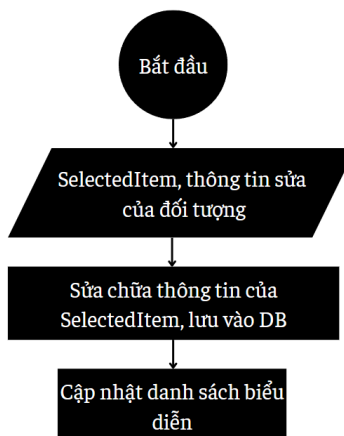 Bắt đầu
SelectedItem, thông tin sửa
của đối tượng
Sửa chữa thông tin của
SelectedItem, lưu vào DB
Cập nhật danh sách biểu
diễn